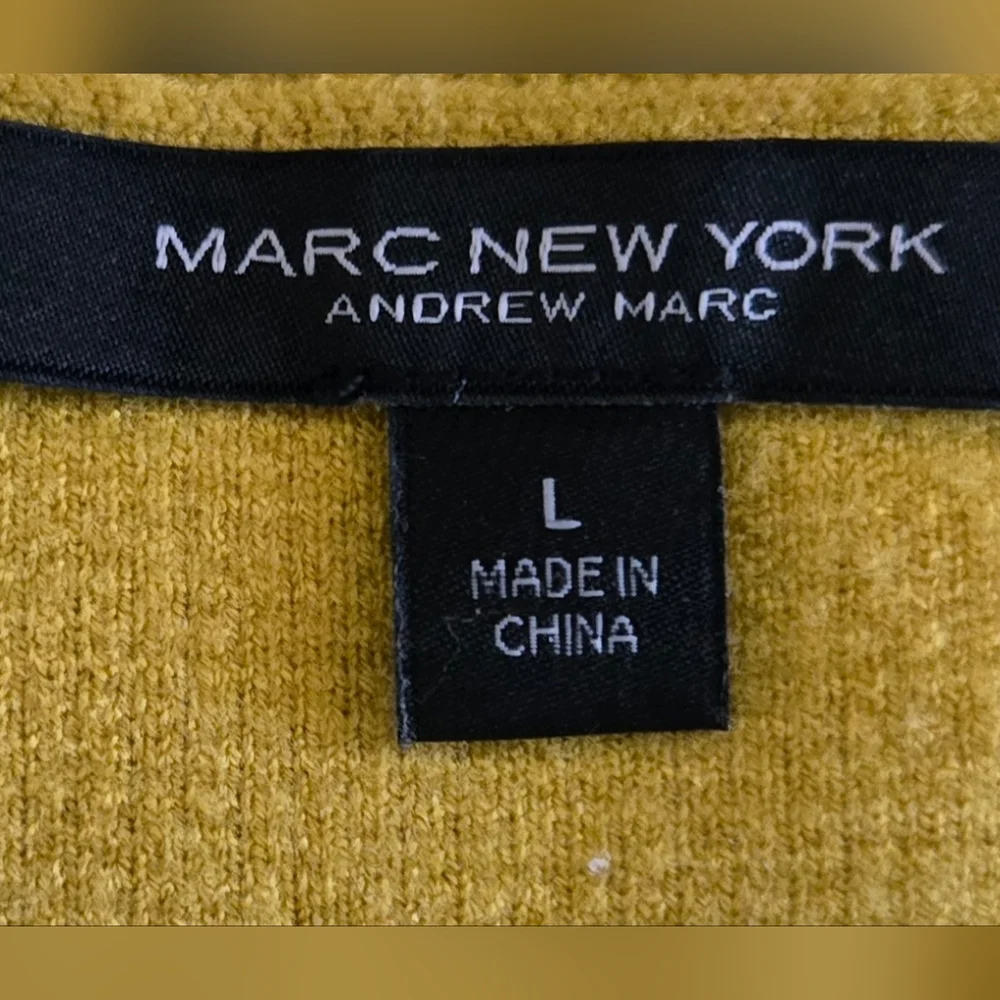 MARC NEW YORK
ANDREW MARC
L
MADE IN
CHINA